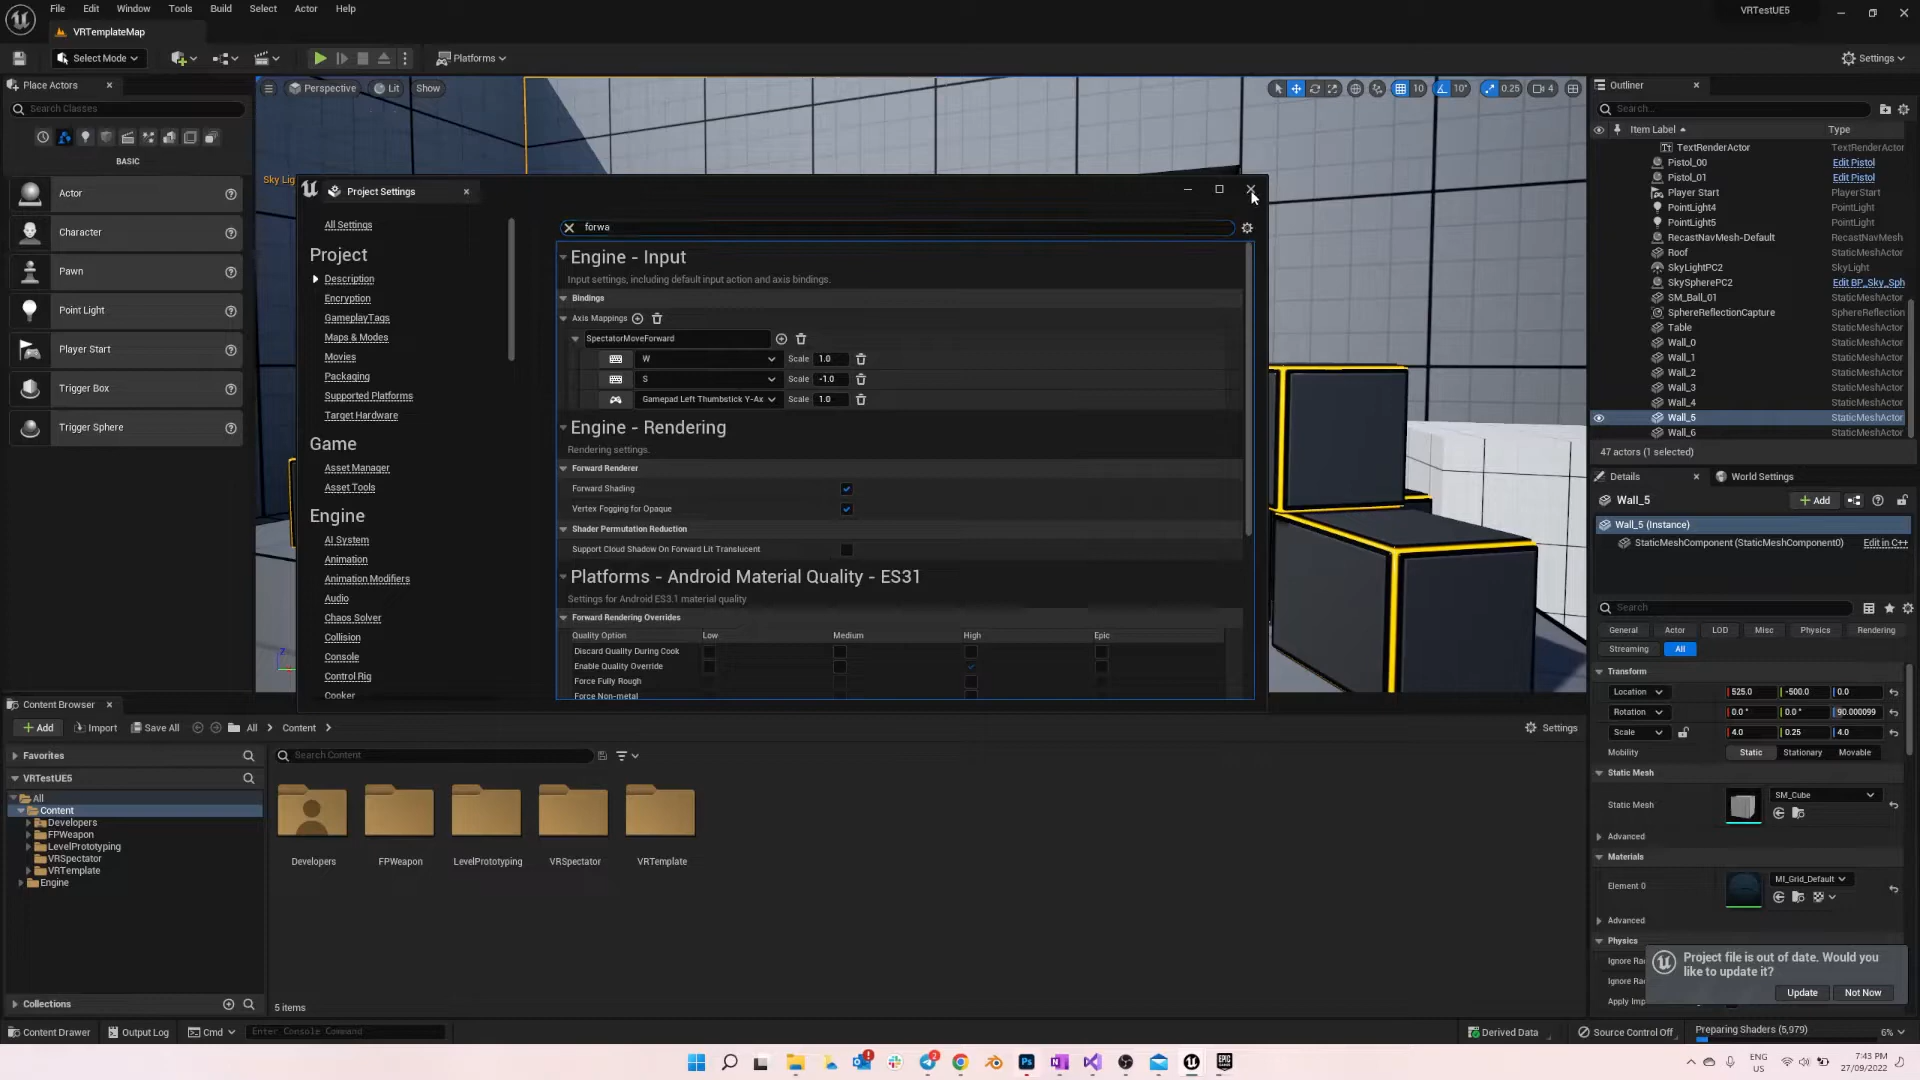 File Edit Window Tools Build Select Actor Help
VRTestUE5
VRTemplateMap
Select Mode
Platforms
Settings
Place Actors
Search Classes
BASIC
Actor
Character
Pawn
Point Light
Player Start
Trigger Box
Trigger Sphere
Perspective Lit Show
10 10° 0.25 4
Sky Lig
Project Settings
All Settings
Project
Description
Encryption
GameplayTags
Maps & Modes
Movies
Packaging
Supported Platforms
Target Hardware
Game
Asset Manager
Asset Tools
Engine
AI System
Animation
Animation Modifiers
Audio
Chaos Solver
Collision
Console
Control Rig
Cooker
forwa
Engine - Input
Input settings, including default input action and axis bindings.
Bindings
Axis Mappings
SpectatorMoveForward
W Scale 1.0
S Scale -1.0
Gamepad Left Thumbstick Y-Ax Scale 1.0
Engine - Rendering
Rendering settings.
Forward Renderer
Forward Shading
Vertex Fogging for Opaque
Shader Permutation Reduction
Support Cloud Shadow On Forward Lit Translucent
Platforms - Android Material Quality - ES31
Settings for Android ES3.1 material quality
Forward Rendering Overrides
Quality Option Low Medium High Epic
Discard Quality During Cook
Enable Quality Override
Force Fully Rough
Force Non-metal
Outliner
Search...
Item Label Type
TextRenderActor TextRenderActor
Pistol_00 Edit Pistol
Pistol_01 Edit Pistol
Player Start PlayerStart
PointLight4 PointLight
PointLight5 PointLight
RecastNavMesh-Default RecastNavMesh
Roof StaticMeshActor
SkyLightPC2 SkyLight
SkySpherePC2 Edit BP_Sky_Sph
SM_Ball_01 StaticMeshActor
SphereReflectionCapture SphereReflection
Table StaticMeshActor
Wall_0 StaticMeshActor
Wall_1 StaticMeshActor
Wall_2 StaticMeshActor
Wall_3 StaticMeshActor
Wall_4 StaticMeshActor
Wall_5 StaticMeshActor
Wall_6 StaticMeshActor
47 actors (1 selected)
Details World Settings
Wall_5 Add
Wall_5 (Instance)
StaticMeshComponent (StaticMeshComponent0) Edit in C++
Search
General Actor LOD Misc Physics Rendering
Streaming All
Transform
Location 525.0 -500.0 0.0
Rotation 0.0 ° 0.0 ° 90.000099
Scale 4.0 0.25 4.0
Mobility Static Stationary Movable
Static Mesh
Static Mesh SM_Cube
Advanced
Materials
Element 0 MI_Grid_Default
Advanced
Physics
Ignore Ra
Ignore Ra
Apply Imp
Project file is out of date. Would you
like to update it?
Update Not Now
Content Browser
Add Import Save All All Content Settings
Favorites
VRTestUE5
All
Content
Developers
FPWeapon
LevelPrototyping
VRSpectator
VRTemplate
Engine
Collections
Search Content
Developers FPWeapon LevelPrototyping VRSpectator VRTemplate
5 items
Content Drawer Output Log Cmd Enter Console Command
Derived Data Source Control Off Preparing Shaders (5,979) 6%
ENG
US
7:43 PM
27/09/2022